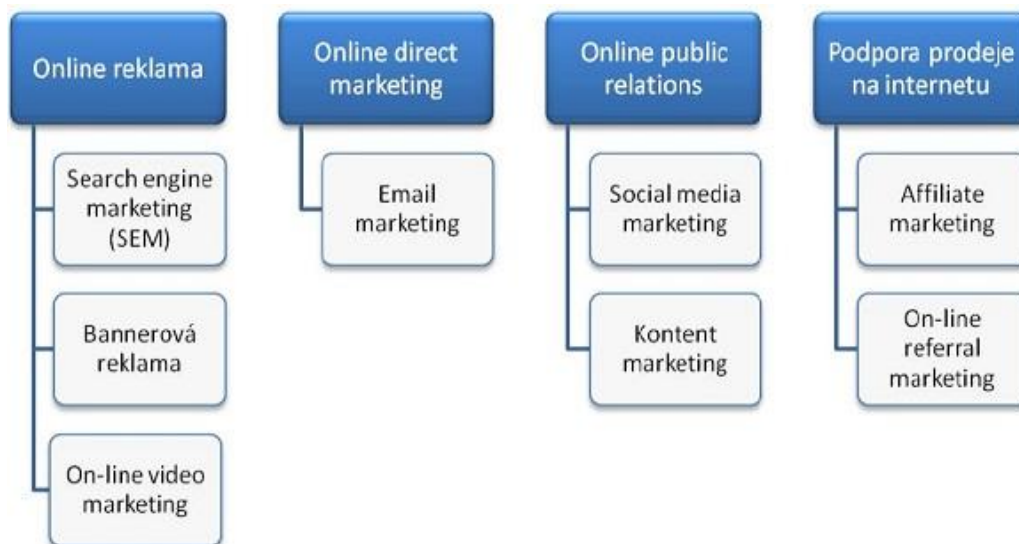 Online reklama
Search engine
marketing
(SEM)
Bannerová
reklama
On-line video
marketing
Online direct
marketing
Email
marketing
Online public
relations
Social media
marketing
Kontent
marketing
Podpora prodeje
na internetu
Affiliate
marketing
On-line
referral
marketing